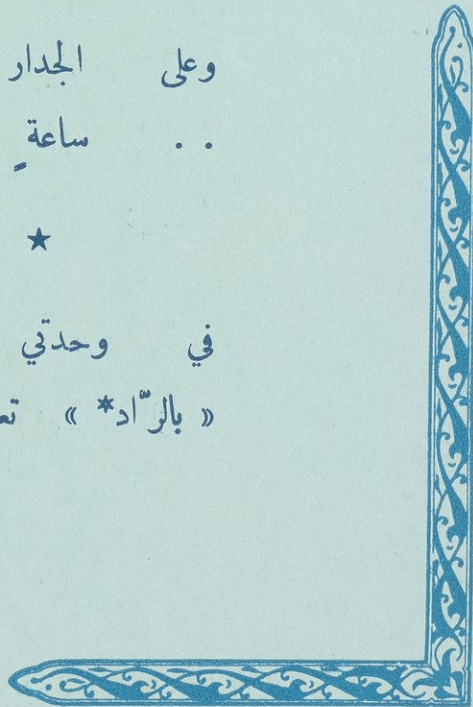 وعلى الجدار
.. ساعةٍ
★
في وحدتي
« بالرّاد* »